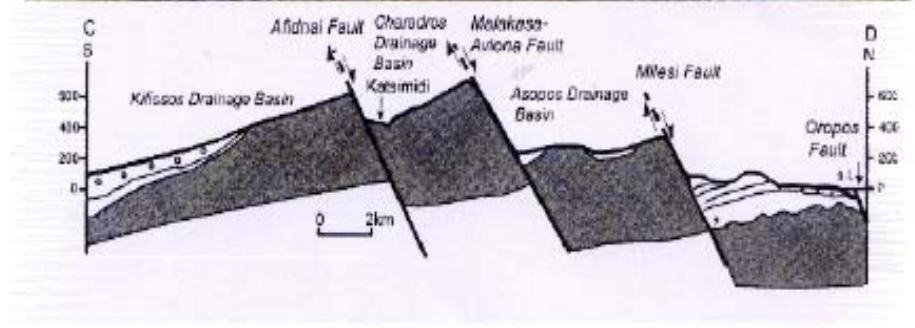 C
S
Afidnai Fault
Charadros
Drainage
Basin
Katsimidi
Malakasa-
Avlona Fault
D
N
Kifissos Drainage Basin
Asopos Drainage
Basin
Milesi Fault
Oropos
Fault
600
400
200
0
600
400
200
0
s.l.
0 2km
?